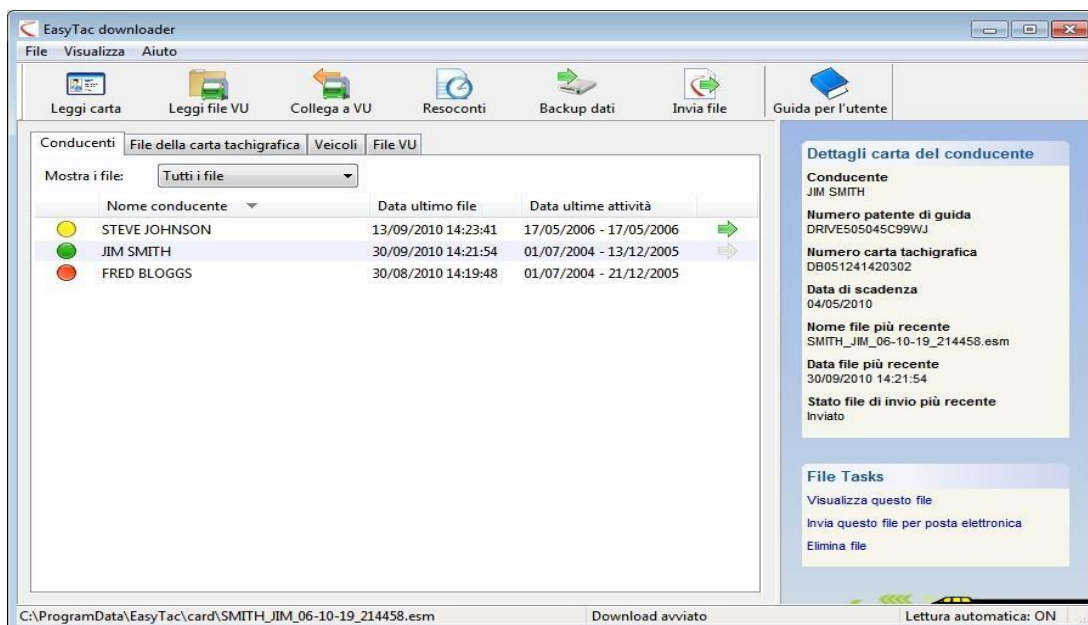 EasyTac downloader
File Visualizza Aiuto
Leggi carta Leggi file VU Collega a VU Resoconti Backup dati Invia file Guida per l'utente
Conducenti File della carta tachigrafica Veicoli File VU
Mostra i file: Tutti i file
Nome conducente Data ultimo file Data ultime attività
STEVE JOHNSON 13/09/2010 14:23:41 17/05/2006 - 17/05/2006
JIM SMITH 30/09/2010 14:21:54 01/07/2004 - 13/12/2005
FRED BLOGGS 30/08/2010 14:19:48 01/07/2004 - 21/12/2005
Dettagli carta del conducente
Conducente
JIM SMITH
Numero patente di guida
DRIVE505045C99WJ
Numero carta tachigrafica
DB051241420302
Data di scadenza
04/05/2010
Nome file più recente
SMITH_JIM_06-10-19_214458.esm
Data file più recente
30/09/2010 14:21:54
Stato file di invio più recente
Inviato
File Tasks
Visualizza questo file
Invia questo file per posta elettronica
Elimina file
C:\ProgramData\EasyTac\card\SMITH_JIM_06-10-19_214458.esm Download avviato Lettura automatica: ON